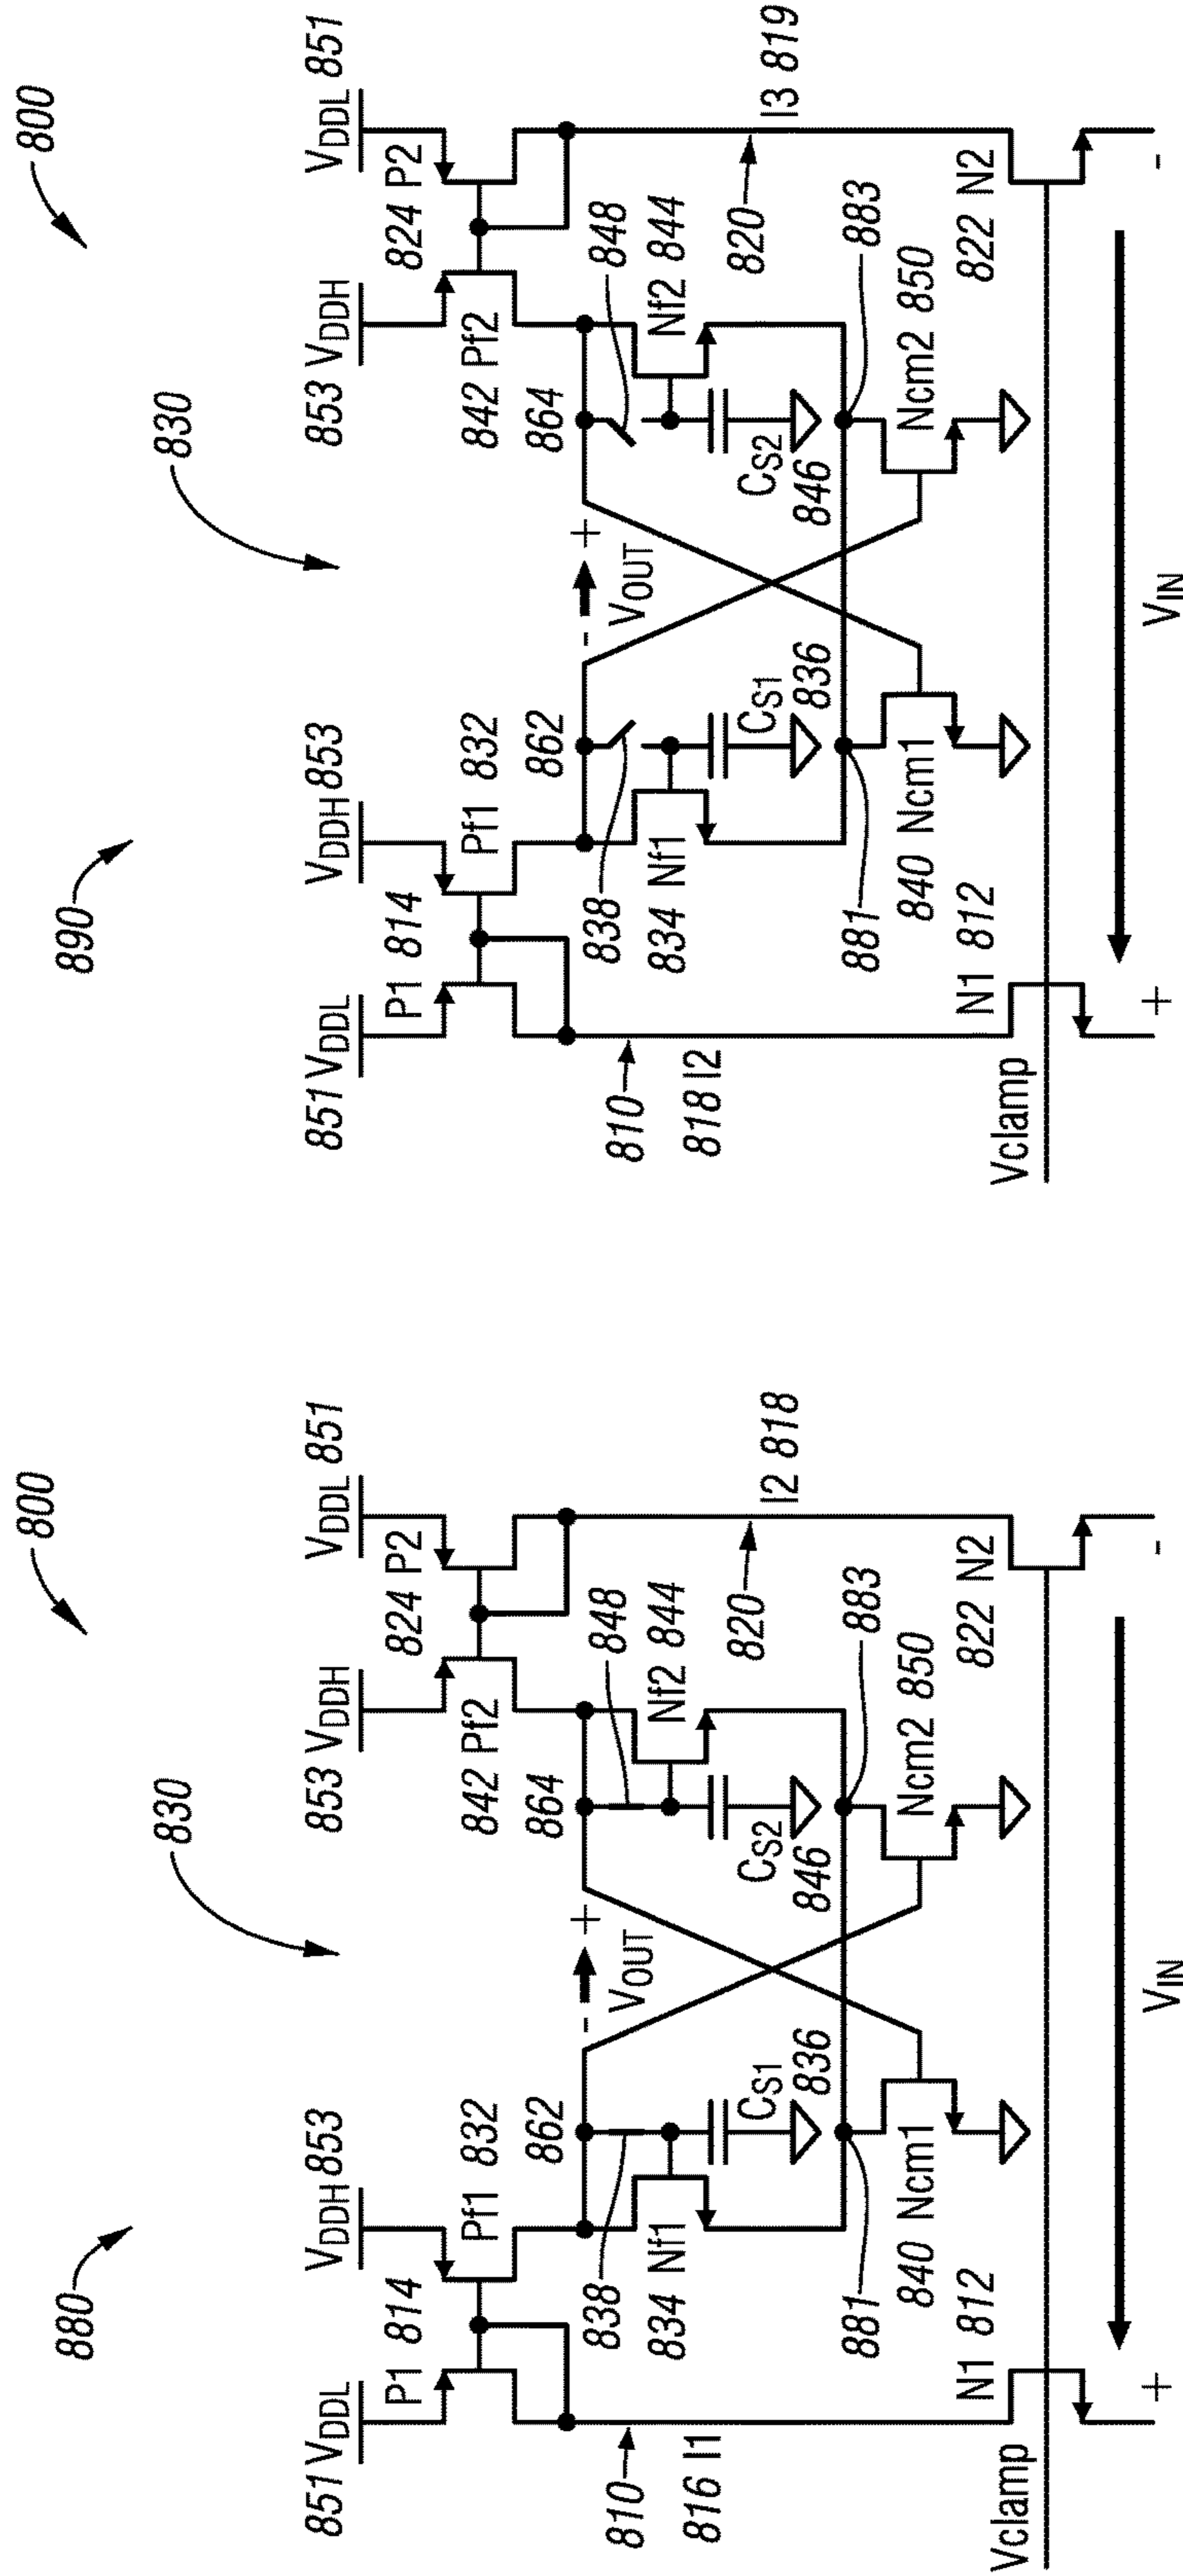 880
800
830
851 VDDL
VDDH 853
853 VDDH
VDDL 851
P1
814
Pf1 832
842 Pf2
824 P2
862
864
- +
VOUT
838
848
834 Nf1
Nf2 844
CS1
836
CS2
846
810
816 I1
820
I2 818
881
883
840 Ncm1
Ncm2 850
N1 812
822 N2
Vclamp
+
-
VIN
890
800
830
851 VDDL
VDDH 853
853 VDDH
VDDL 851
P1
814
Pf1 832
842 Pf2
824 P2
862
864
- +
VOUT
838
848
834 Nf1
Nf2 844
CS1
836
CS2
846
810
818 I2
820
I3 819
881
883
840 Ncm1
Ncm2 850
N1 812
822 N2
Vclamp
+
-
VIN